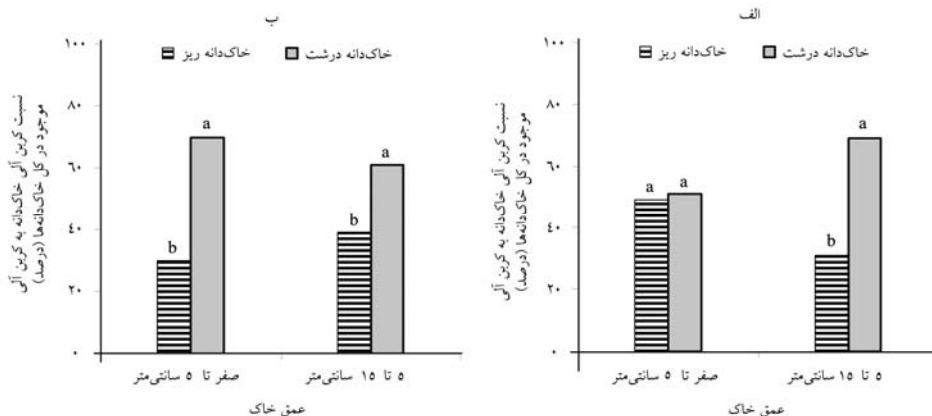 الف
۱۰۰
۸۰
۶۰
۴۰
۲۰
۰
خاک‌دانه درشت
خاک‌دانه ریز
نسبت کربن آلی خاک‌دانه به کربن آلی
موجود در کل خاک‌دانه‌ها (درصد)
a
a
b
a
صفر تا ۵ سانتی‌متر
۵ تا ۱۵ سانتی‌متر
عمق خاک
ب
۱۰۰
۸۰
۶۰
۴۰
۲۰
۰
خاک‌دانه درشت
خاک‌دانه ریز
نسبت کربن آلی خاک‌دانه به کربن آلی
موجود در کل خاک‌دانه‌ها (درصد)
b
a
b
a
صفر تا ۵ سانتی‌متر
۵ تا ۱۵ سانتی‌متر
عمق خاک